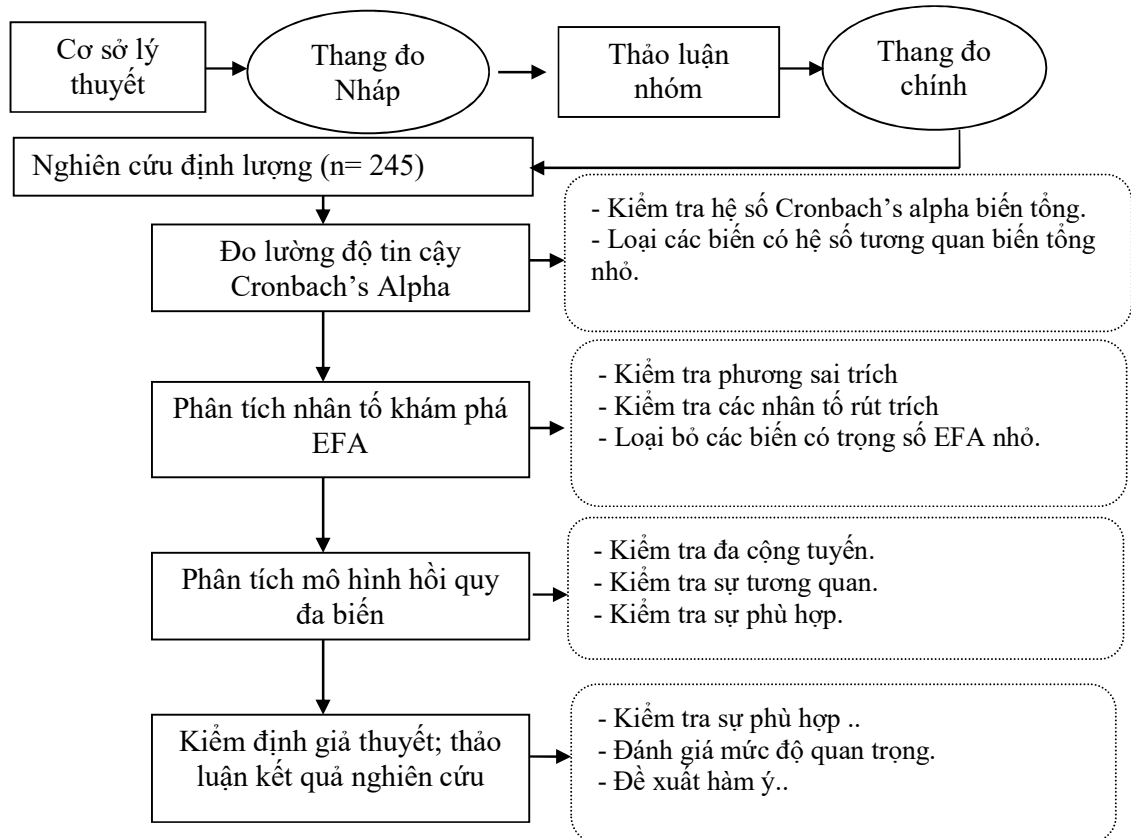 Cơ sở lý
thuyết
Thang đo
Nháp
Thảo luận
nhóm
Thang đo
chính
Nghiên cứu định lượng (n= 245)
Đo lường độ tin cậy
Cronbach’s Alpha
- Kiểm tra hệ số Cronbach’s alpha biến tổng.
- Loại các biến có hệ số tương quan biến tổng
nhỏ.
Phân tích nhân tố khám phá
EFA
- Kiểm tra phương sai trích
- Kiểm tra các nhân tố rút trích
- Loại bỏ các biến có trọng số EFA nhỏ.
Phân tích mô hình hồi quy
đa biến
- Kiểm tra đa cộng tuyến.
- Kiểm tra sự tương quan.
- Kiểm tra sự phù hợp.
Kiểm định giả thuyết; thảo
luận kết quả nghiên cứu
- Kiểm tra sự phù hợp ..
- Đánh giá mức độ quan trọng.
- Đề xuất hàm ý..